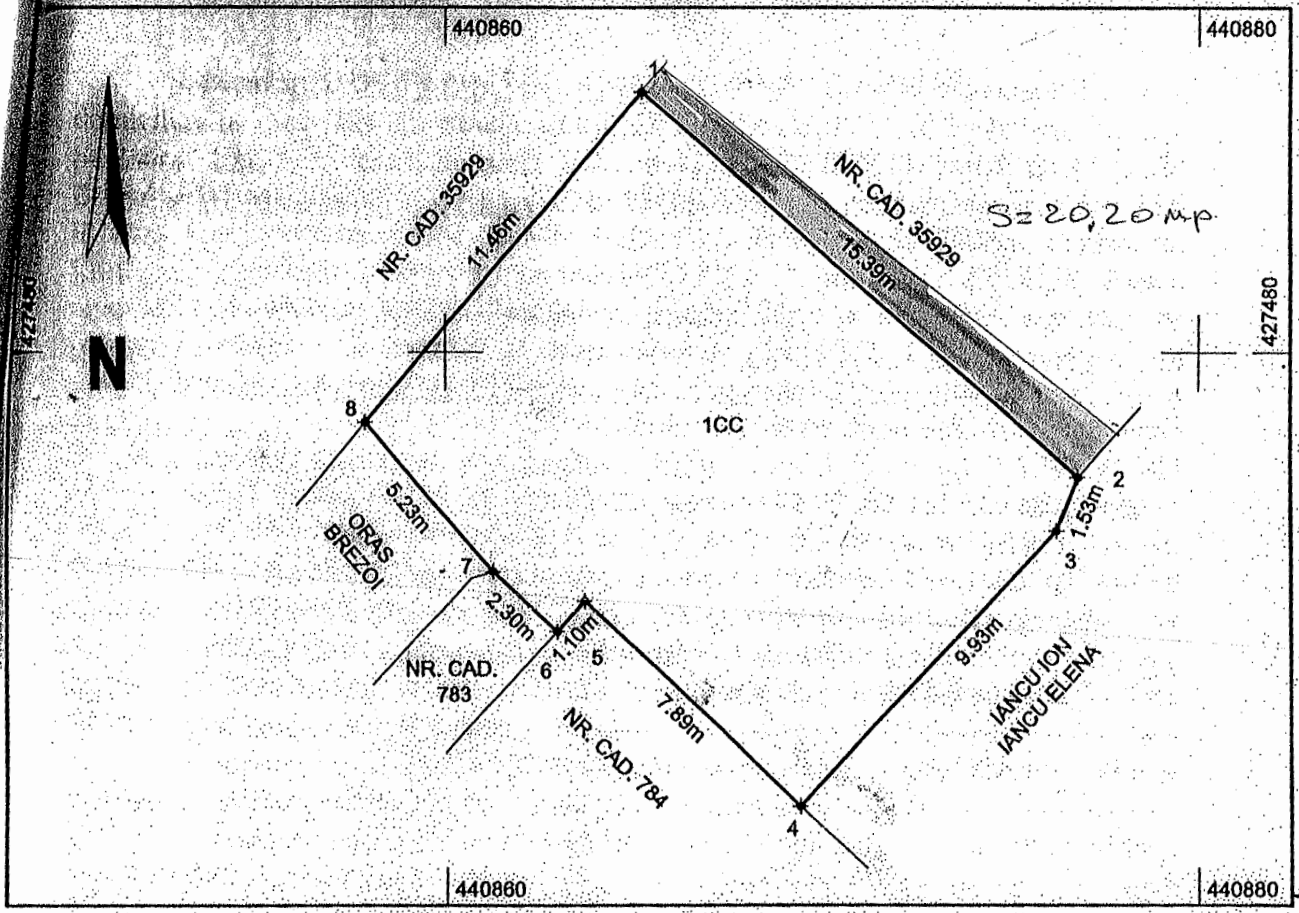 440860
440880
1
NR. CAD. 35929
11.46m
NR. CAD. 35929
S=20,20 mp
15.39m
427480
427480
N
8
1CC
2
5.23m
1.53m
3
ORAS
BREZOI
7
2.30m
1.10m
6
5
9.93m
NR. CAD.
783
7.89m
IANCU ION
IANCU ELENA
NR. CAD. 784
4
440860
440880